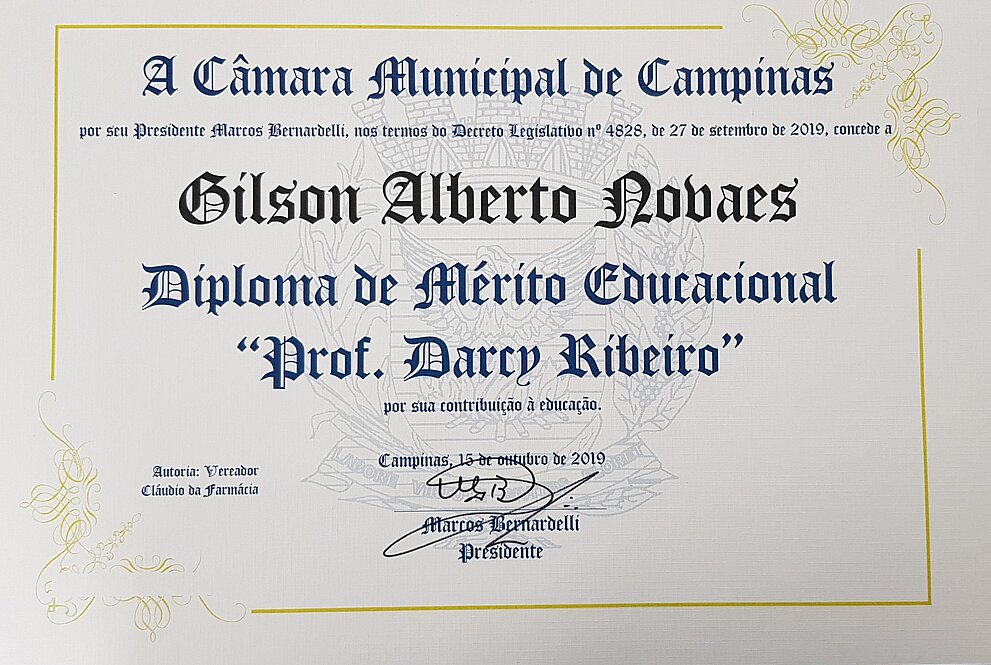 A Câmara Municipal de Campinas
por seu Presidente Marcos Bernardelli, nos termos do Decreto Legislativo nº 4828, de 27 de setembro de 2019, concede a
Gilson Alberto Novaes
Diploma de Mérito Educacional
“Prof. Darcy Ribeiro”
por sua contribuição à educação.
Campinas, 15 de outubro de 2019
Autoria: Vereador
Cláudio da Farmácia
Marcos Bernardelli
Presidente